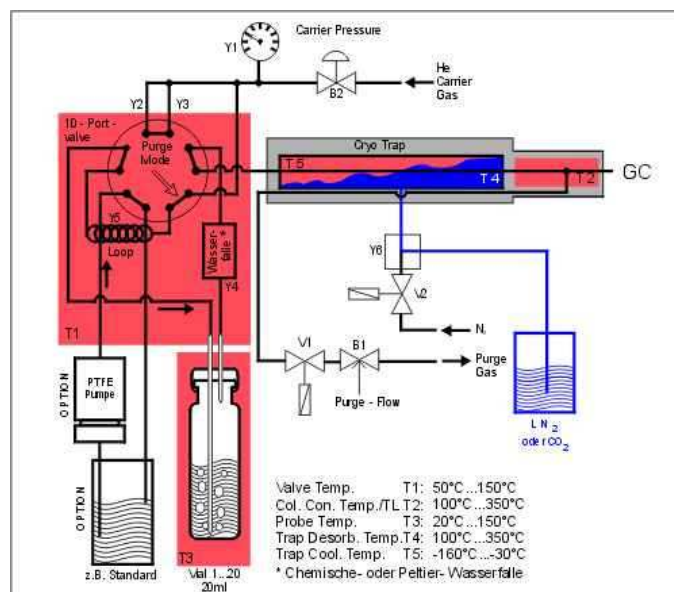 Y1
Carrier Pressure
He
Carrier
Gas
B2
Y2
Y3
10 - Port -
valve
Purge
Mode
Cryo Trap
T5
T4
T2
GC
Y5
Loop
Wasser-
falle *
Y4
Y6
V2
T1
N.
V1
B1
Purge
Gas
Purge - Flow
PTFE
Pumpe
OPTION
OPTION
LN2
oder CO2
T3
z.B. Standard
Vial 1...20
20ml
Valve Temp. T1: 50°C...150°C
Col. Con. Temp./TL T2: 100°C...350°C
Probe Temp. T3: 20°C...150°C
Trap Desorb. Temp. T4: 100°C...350°C
Trap Cool. Temp. T5: -160°C...-30°C
* Chemische- oder Peltier- Wasserfalle